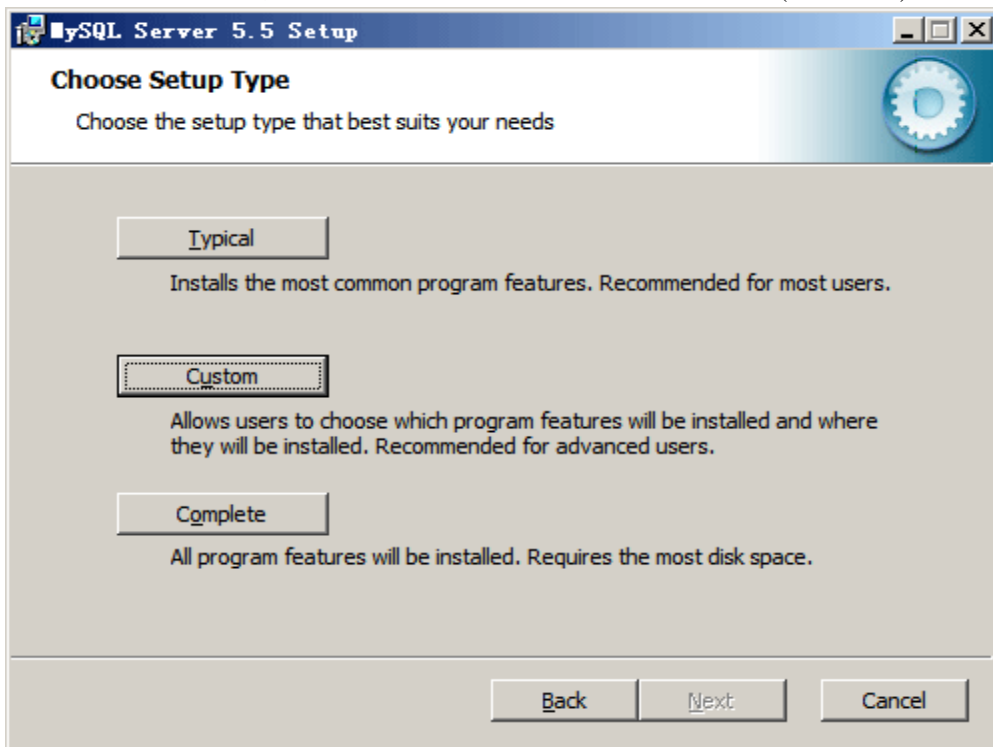 MySQL Server 5.5 Setup
Choose Setup Type
Choose the setup type that best suits your needs
Typical
Installs the most common program features. Recommended for most users.
Custom
Allows users to choose which program features will be installed and where
they will be installed. Recommended for advanced users.
Complete
All program features will be installed. Requires the most disk space.
Back Next Cancel